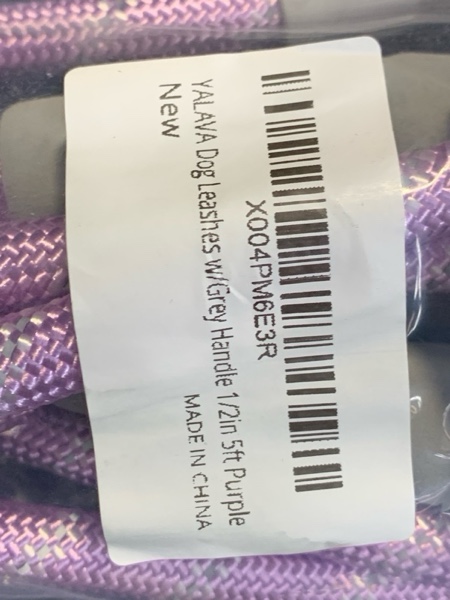 X004PM6E3R
YALAVA Dog Leashes w/Grey Handle 1/2in 5ft Purple
New
MADE IN CHINA